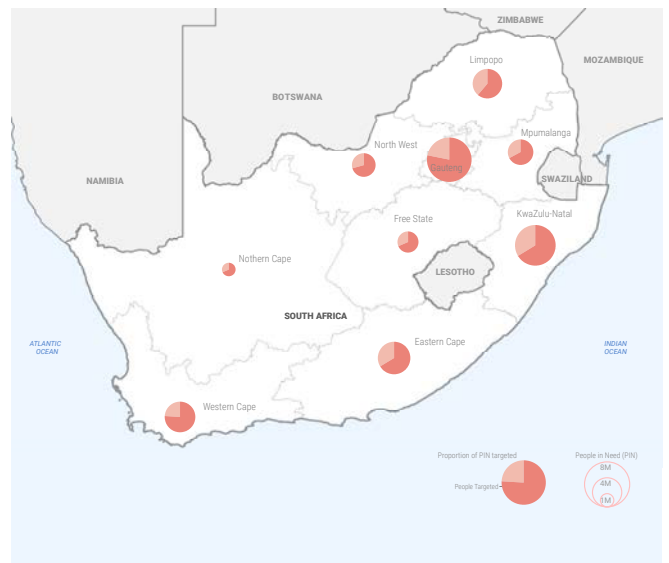 ZIMBABWE
Limpopo
MOZAMBIQUE
BOTSWANA
Mpumalanga
North West
Gauteng
NAMIBIA
SWAZILAND
KwaZulu-Natal
Free State
Nothern Cape
LESOTHO
SOUTH AFRICA
ATLANTIC
OCEAN
Eastern Cape
INDIAN
OCEAN
Western Cape
Proportion of PIN targeted
People Targeted
People in Need (PIN)
8M
4M
1M